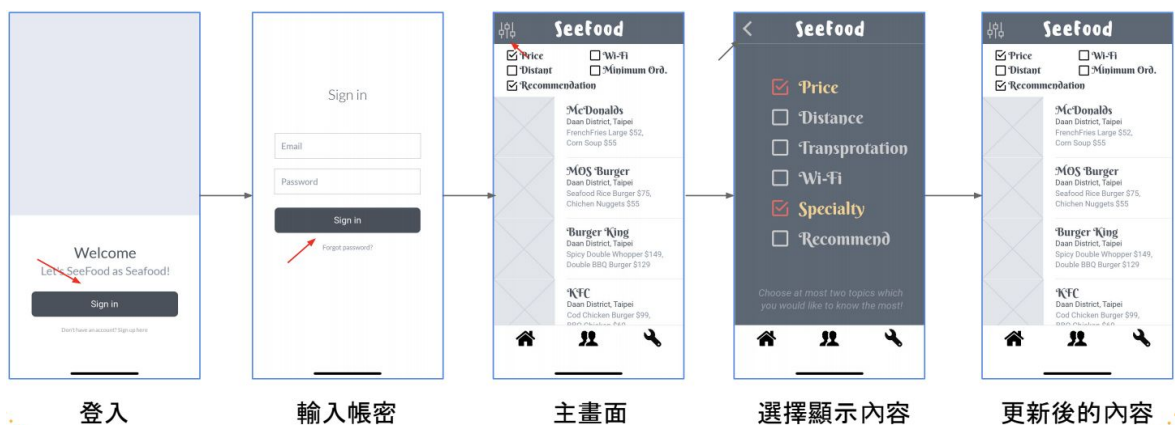 Welcome
Let's SeeFood as Seafood!
Sign in
Don't have an account? Sign up here
登入
Sign in
Email
Password
Sign in
Forgot password?
輸入帳密
SeeFood
Price
Wi-Fi
Distant
Minimum Ord.
Recommendation
McDonalds
Daan District, Taipei
FrenchFries Large $52,
Corn Soup $55
MOS Burger
Daan District, Taipei
Seafood Rice Burger $75,
Chichen Nuggets $55
Burger King
Daan District, Taipei
Spicy Double Whopper $149,
Double BBQ Burger $129
KFC
Daan District, Taipei
Cod Chicken Burger $99,
主畫面
SeeFood
Price
Distance
Transprotation
Wi-Fi
Specialty
Recommend
Choose at most two topics which
you would like to know the most!
選擇顯示內容
SeeFood
Price
Wi-Fi
Distant
Minimum Ord.
Recommendation
McDonalds
Daan District, Taipei
FrenchFries Large $52,
Corn Soup $55
MOS Burger
Daan District, Taipei
Seafood Rice Burger $75,
Chichen Nuggets $55
Burger King
Daan District, Taipei
Spicy Double Whopper $149,
Double BBQ Burger $129
KFC
Daan District, Taipei
Cod Chicken Burger $99,
更新後的內容